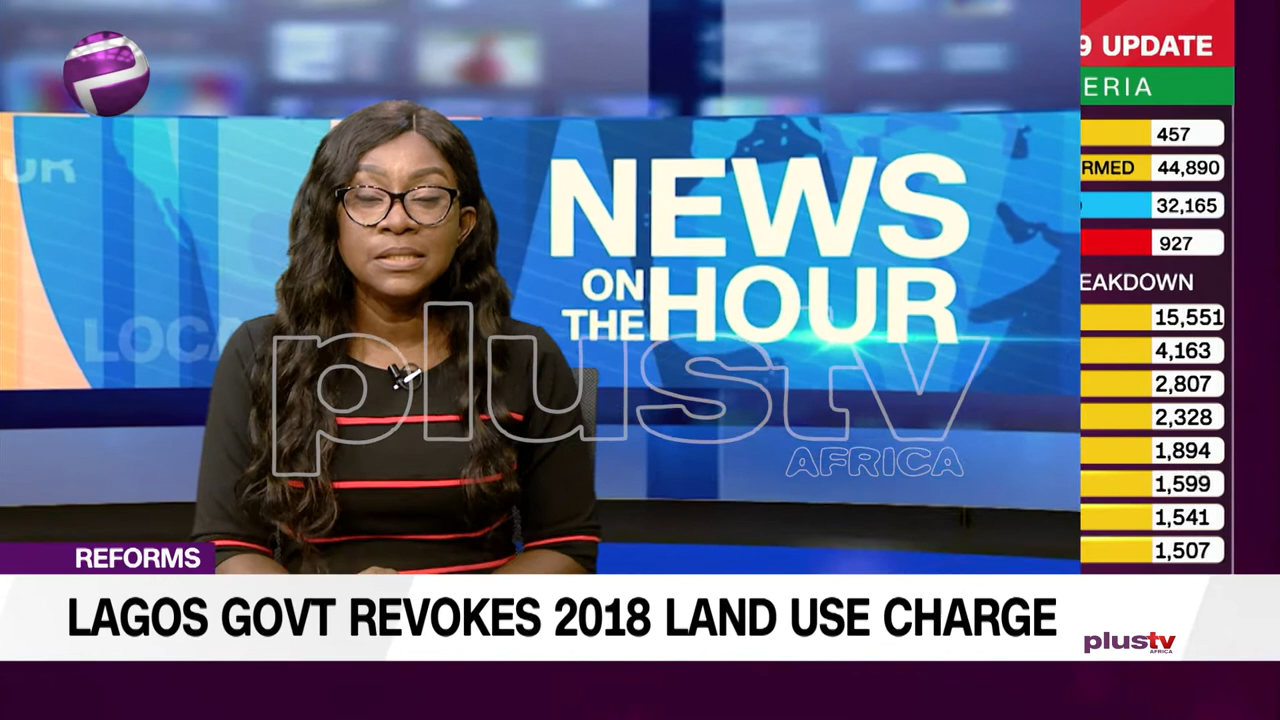 UR
LOCA
NEWS
ON
THE
HOUR
plustv
AFRICA
9 UPDATE
ERIA
457
RMED 44,890
32,165
927
EAKDOWN
15,551
4,163
2,807
2,328
1,894
1,599
1,541
1,507
REFORMS
LAGOS GOVT REVOKES 2018 LAND USE CHARGE
plustv
AFRICA